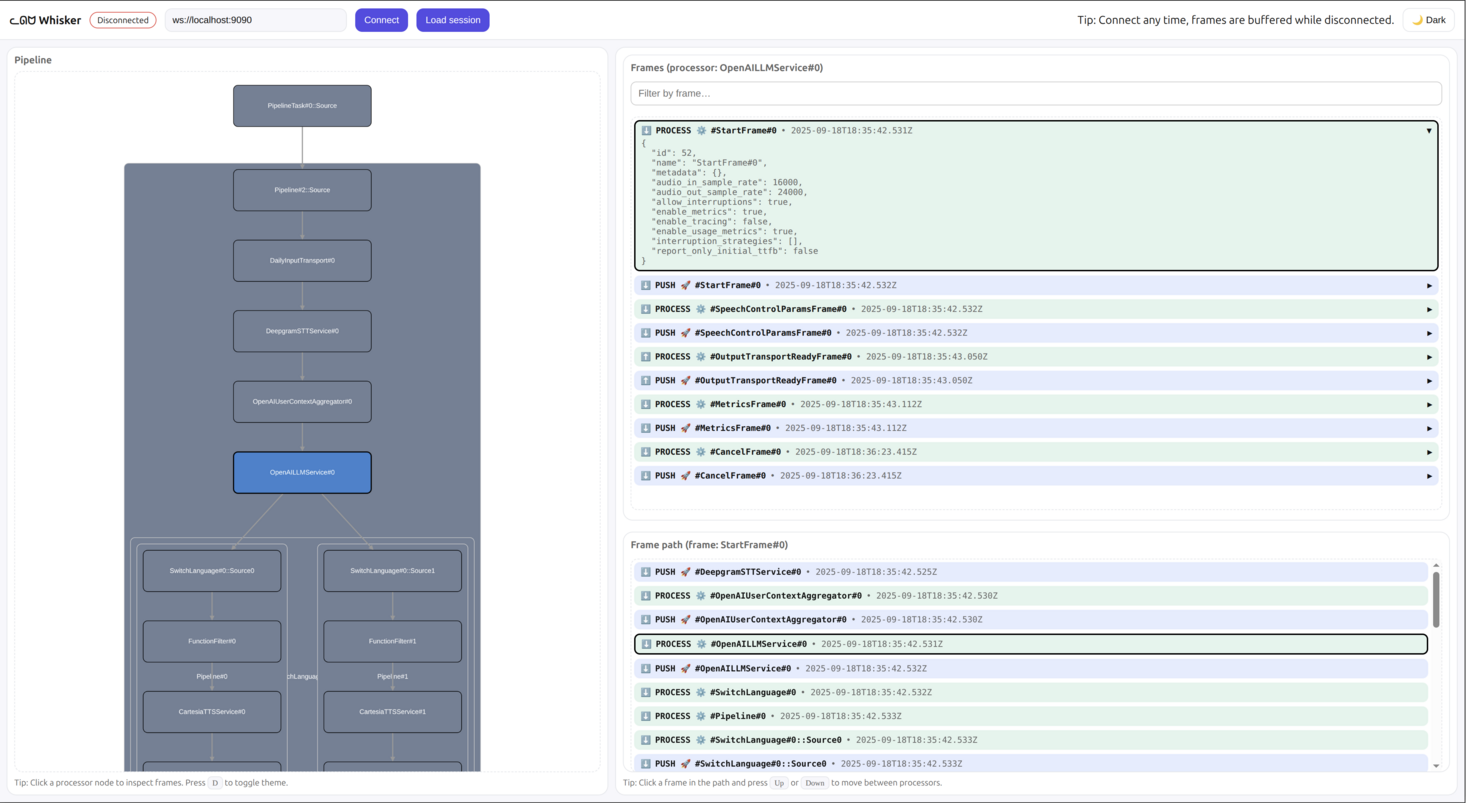 ᓚᘏᗢ Whisker Disconnected ws://localhost:9090 Connect Load session Tip: Connect any time, frames are buffered while disconnected. 🌙 Dark
Pipeline
PipelineTask#0::Source
Pipeline#2::Source
DailyInputTransport#0
DeepgramSTTService#0
OpenAIUserContextAggregator#0
OpenAILLMService#0
SwitchLanguage#0::Source0 SwitchLanguage#0::Source1
FunctionFilter#0 FunctionFilter#1
Pipeline#0 chLanguag Pipeline#1
CartesiaTTSService#0 CartesiaTTSService#1
Tip: Click a processor node to inspect frames. Press D to toggle theme.
Frames (processor: OpenAILLMService#0)
Filter by frame…
⬇️ PROCESS ⚙️ #StartFrame#0 • 2025-09-18T18:35:42.531Z ▼
{
"id": 52,
"name": "StartFrame#0",
"metadata": {},
"audio_in_sample_rate": 16000,
"audio_out_sample_rate": 24000,
"allow_interruptions": true,
"enable_metrics": true,
"enable_tracing": false,
"enable_usage_metrics": true,
"interruption_strategies": [],
"report_only_initial_ttfb": false
}
⬇️ PUSH 🚀 #StartFrame#0 • 2025-09-18T18:35:42.532Z ▶
⬇️ PROCESS ⚙️ #SpeechControlParamsFrame#0 • 2025-09-18T18:35:42.532Z ▶
⬇️ PUSH 🚀 #SpeechControlParamsFrame#0 • 2025-09-18T18:35:42.532Z ▶
⬆️ PROCESS ⚙️ #OutputTransportReadyFrame#0 • 2025-09-18T18:35:43.050Z ▶
⬆️ PUSH 🚀 #OutputTransportReadyFrame#0 • 2025-09-18T18:35:43.050Z ▶
⬇️ PROCESS ⚙️ #MetricsFrame#0 • 2025-09-18T18:35:43.112Z ▶
⬇️ PUSH 🚀 #MetricsFrame#0 • 2025-09-18T18:35:43.112Z ▶
⬇️ PROCESS ⚙️ #CancelFrame#0 • 2025-09-18T18:36:23.415Z ▶
⬇️ PUSH 🚀 #CancelFrame#0 • 2025-09-18T18:36:23.415Z ▶
Frame path (frame: StartFrame#0)
⬇️ PUSH 🚀 #DeepgramSTTService#0 • 2025-09-18T18:35:42.525Z
⬇️ PROCESS ⚙️ #OpenAIUserContextAggregator#0 • 2025-09-18T18:35:42.530Z
⬇️ PUSH 🚀 #OpenAIUserContextAggregator#0 • 2025-09-18T18:35:42.530Z
⬇️ PROCESS ⚙️ #OpenAILLMService#0 • 2025-09-18T18:35:42.531Z
⬇️ PUSH 🚀 #OpenAILLMService#0 • 2025-09-18T18:35:42.532Z
⬇️ PROCESS ⚙️ #SwitchLanguage#0 • 2025-09-18T18:35:42.532Z
⬇️ PROCESS ⚙️ #Pipeline#0 • 2025-09-18T18:35:42.533Z
⬇️ PROCESS ⚙️ #SwitchLanguage#0::Source0 • 2025-09-18T18:35:42.533Z
⬇️ PUSH 🚀 #SwitchLanguage#0::Source0 • 2025-09-18T18:35:42.533Z
Tip: Click a frame in the path and press Up or Down to move between processors.